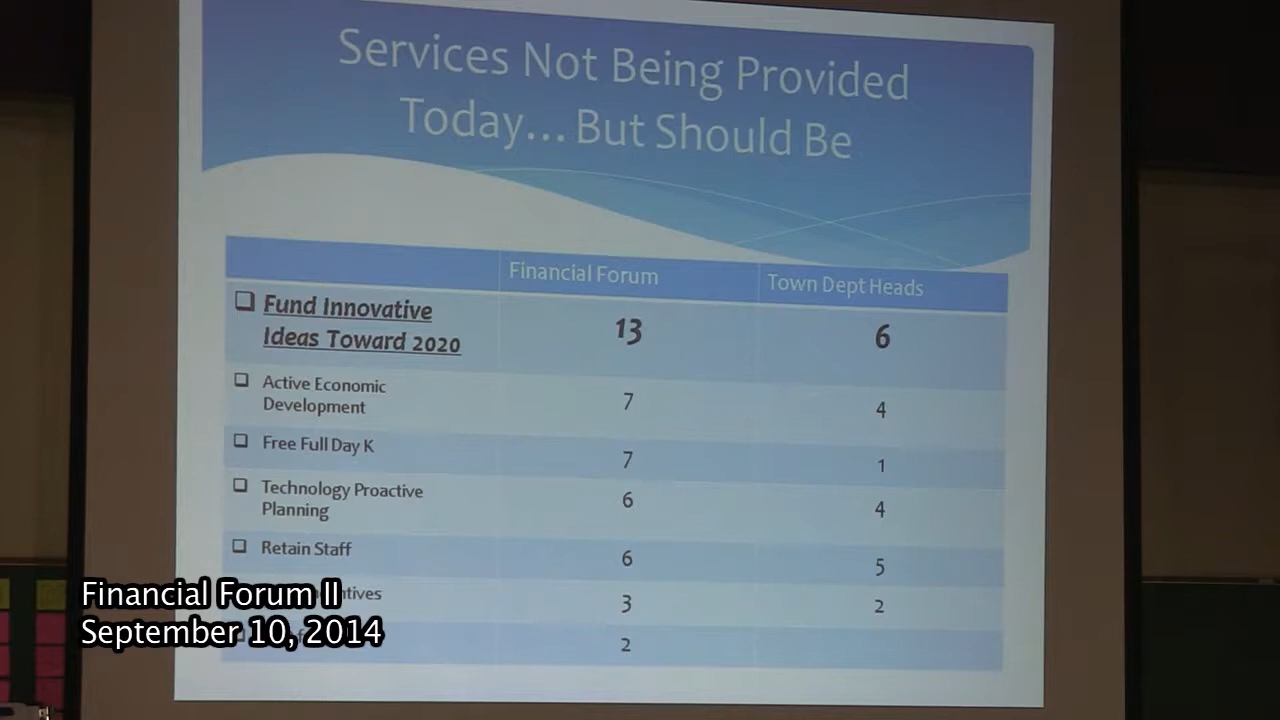 Services Not Being Provided
Today... But Should Be
Financial Forum
Town Dept Heads
Fund Innovative
Ideas Toward 2020
13
6
Active Economic
Development
7
4
Free Full Day K
7
1
Technology Proactive
Planning
6
4
Retain Staff
6
5
3
2
2
Financial Forum II
September 10, 2014